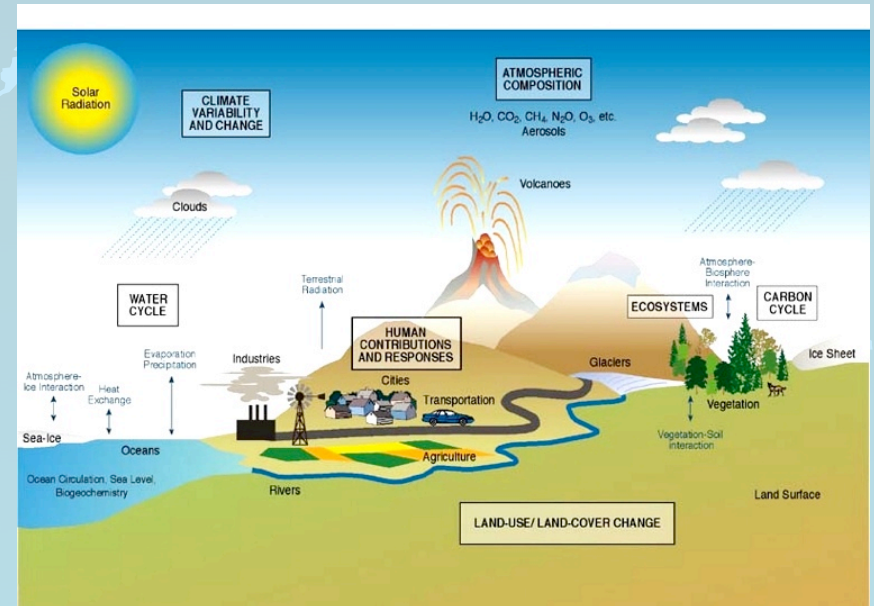 Solar
Radiation
CLIMATE
VARIABILITY
AND CHANGE
ATMOSPHERIC
COMPOSITION
H₂O, CO₂, CH₄, N₂O, O₃, etc.
Aerosols
Volcanoes
Clouds
Terrestrial
Radiation
Atmosphere-
Biosphere
Interaction
WATER
CYCLE
ECOSYSTEMS
CARBON
CYCLE
HUMAN
CONTRIBUTIONS
AND RESPONSES
Evaporation
Precipitation
Industries
Glaciers
Ice Sheet
Atmosphere-
Ice Interaction
Heat
Exchange
Cities
Transportation
Vegetation
Sea-Ice
Oceans
Vegetation-Soil
interaction
Agriculture
Ocean Circulation, Sea Level,
Biogeochemistry
Rivers
Land Surface
LAND-USE/ LAND-COVER CHANGE